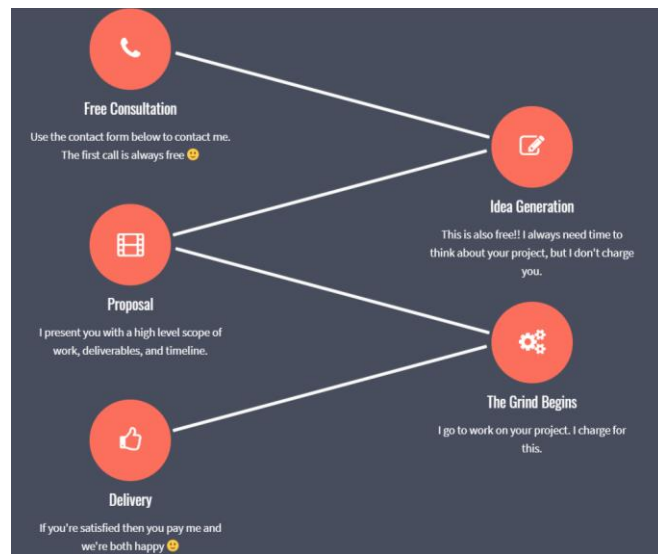 Free Consultation
Use the contact form below to contact me.
The first call is always free 🙂
Idea Generation
This is also free!! I always need time to
think about your project, but I don't charge
you.
Proposal
I present you with a high level scope of
work, deliverables, and timeline.
The Grind Begins
I go to work on your project. I charge for
this.
Delivery
If you're satisfied then you pay me and
we're both happy 🙂